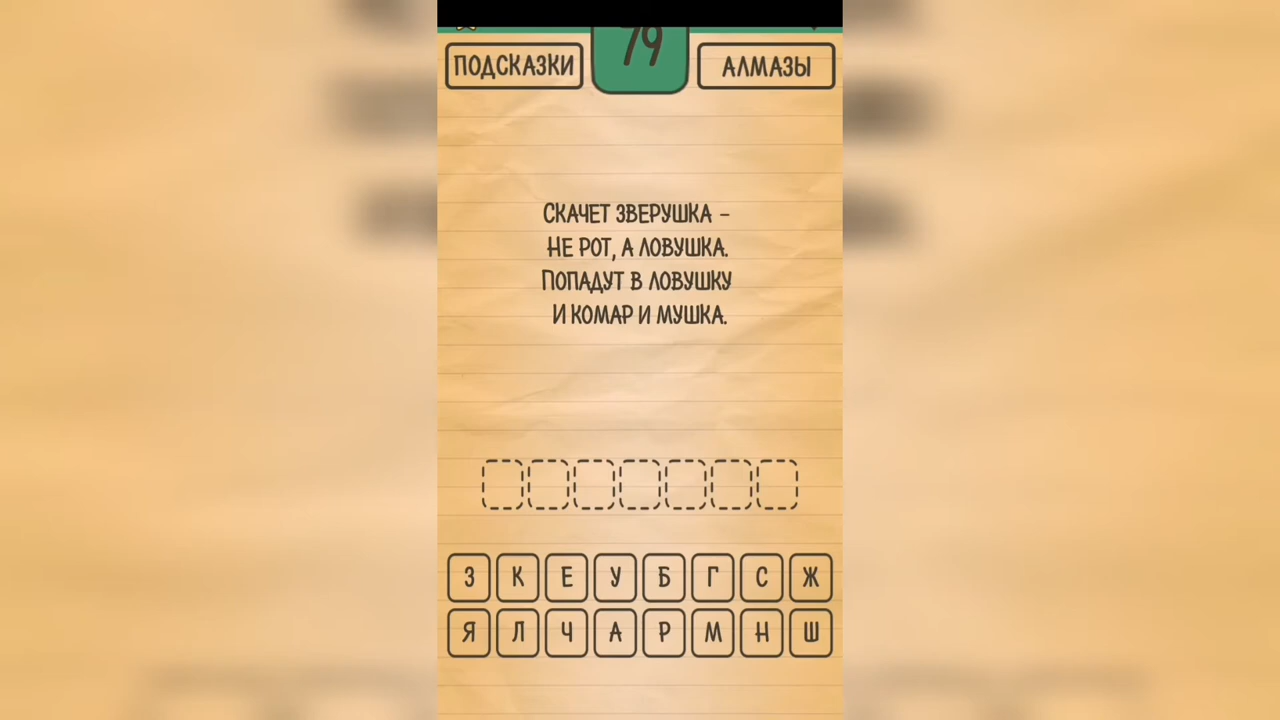 ПОДСКАЗКИ
79
АЛМАЗЫ
СКАЧЕТ ЗВЕРУШКА –
НЕ РОТ, А ЛОВУШКА.
ПОПАДУТ В ЛОВУШКУ
И КОМАР И МУШКА.
З К Е У Б Г С Ж
Я Л Ч А Р М Н Ш